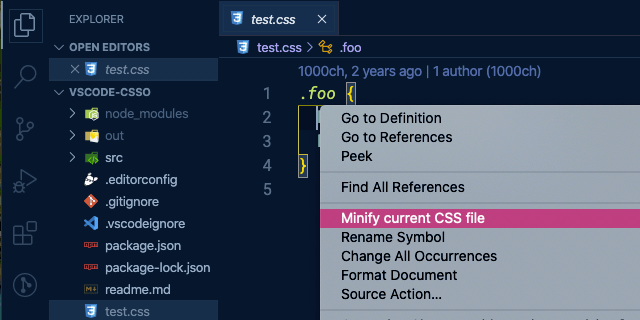 EXPLORER
OPEN EDITORS
test.css
VSCODE-CSSO
node_modules
out
src
.editorconfig
.gitignore
.vscodeignore
package.json
package-lock.json
readme.md
test.css
test.css
test.css > .foo
1000ch, 2 years ago | 1 author (1000ch)
1 .foo {
2
3
4 }
5
Go to Definition
Go to References
Peek
Find All References
Minify current CSS file
Rename Symbol
Change All Occurrences
Format Document
Source Action...